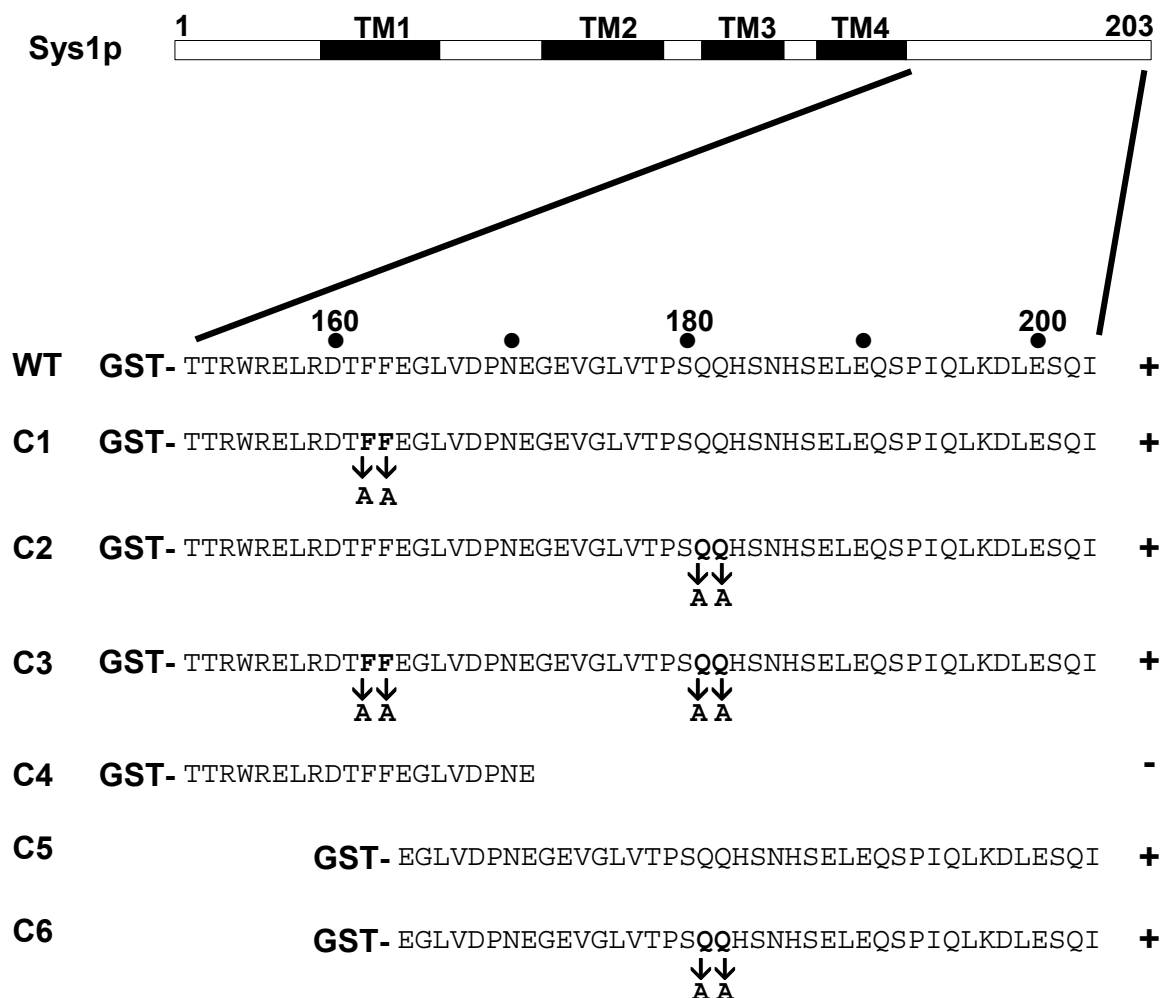 1 TM1 TM2 TM3 TM4 203
Sys1p
160 180 200
WT GST- TTRWRELRDTFFEGLVDPNEGEVGLVTPSQQHSNHSELEQSPIQLKDLESQI +
C1 GST- TTRWRELRDTFFEGLVDPNEGEVGLVTPSQQHSNHSELEQSPIQLKDLESQI +
A A
C2 GST- TTRWRELRDTFFEGLVDPNEGEVGLVTPSQQHSNHSELEQSPIQLKDLESQI +
A A
C3 GST- TTRWRELRDTFFEGLVDPNEGEVGLVTPSQQHSNHSELEQSPIQLKDLESQI +
A A A A
C4 GST- TTRWRELRDTFFEGLVDPNE -
C5 GST- EGLVDPNEGEVGLVTPSQQHSNHSELEQSPIQLKDLESQI +
C6 GST- EGLVDPNEGEVGLVTPSQQHSNHSELEQSPIQLKDLESQI +
A A